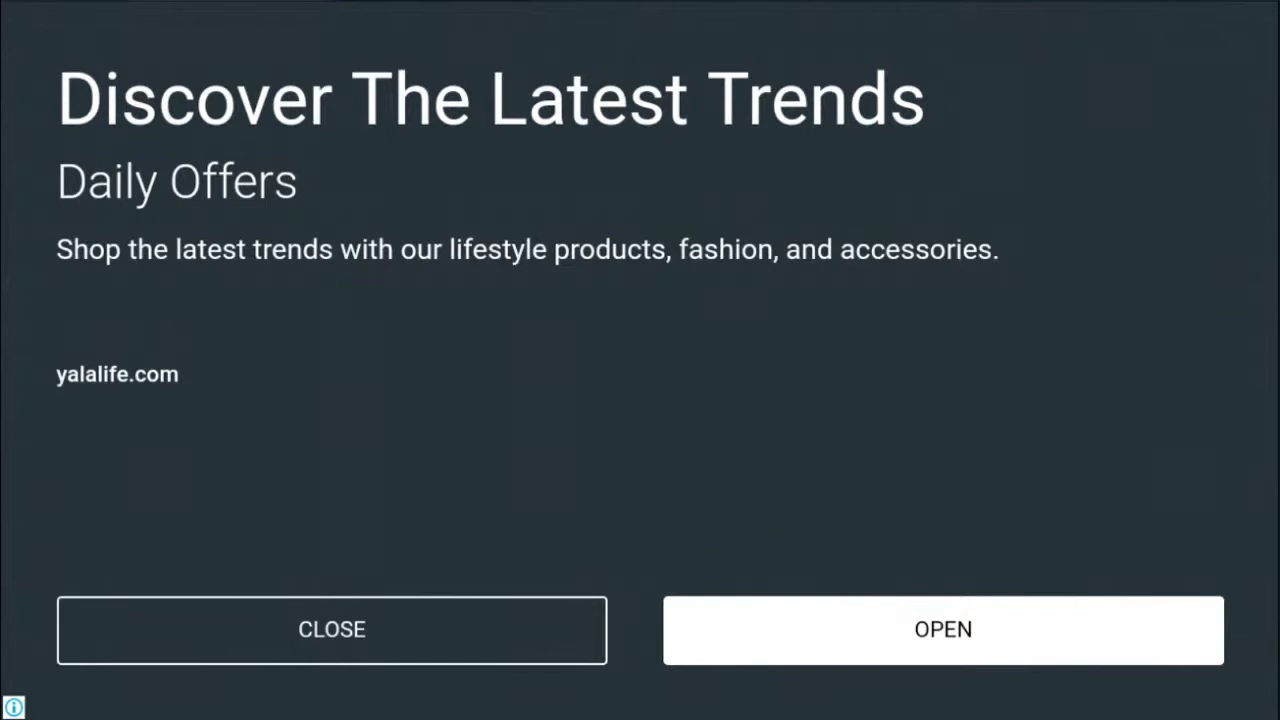 Discover The Latest Trends
Daily Offers
Shop the latest trends with our lifestyle products, fashion, and accessories.
yalalife.com
CLOSE
OPEN